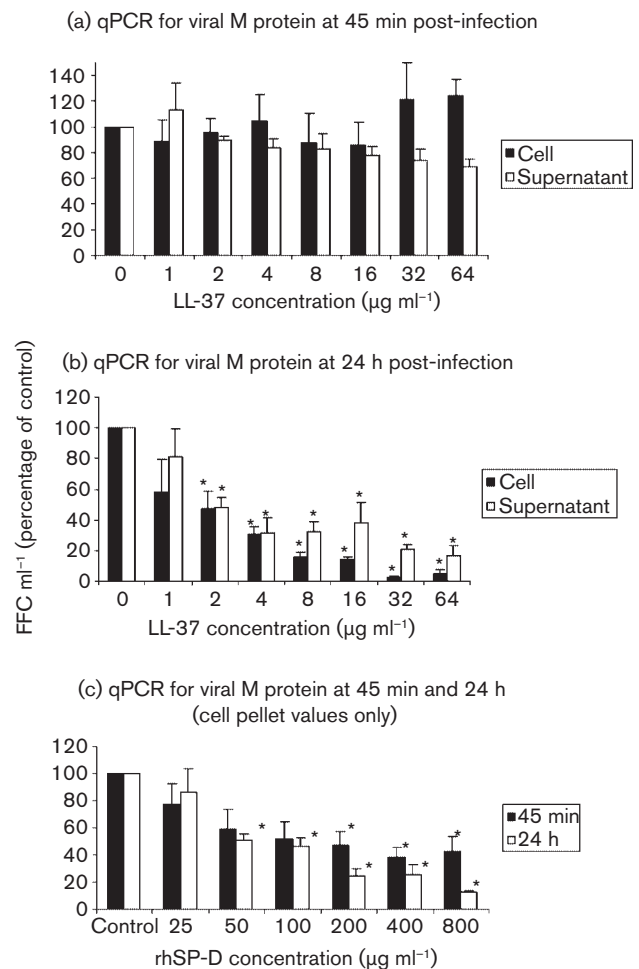 (a) qPCR for viral M protein at 45 min post-infection
140
120
100
80
60
40
20
0
0 1 2 4 8 16 32 64
LL-37 concentration (µg ml⁻¹)
Cell
Supernatant
FFC ml⁻¹ (percentage of control)
(b) qPCR for viral M protein at 24 h post-infection
120
100
80
60
40
20
0
* * * * * * * * * * * *
0 1 2 4 8 16 32 64
LL-37 concentration (µg ml⁻¹)
Cell
Supernatant
(c) qPCR for viral M protein at 45 min and 24 h
(cell pellet values only)
120
100
80
60
40
20
0
* * * * * * * *
Control 25 50 100 200 400 800
rhSP-D concentration (µg ml⁻¹)
45 min
24 h